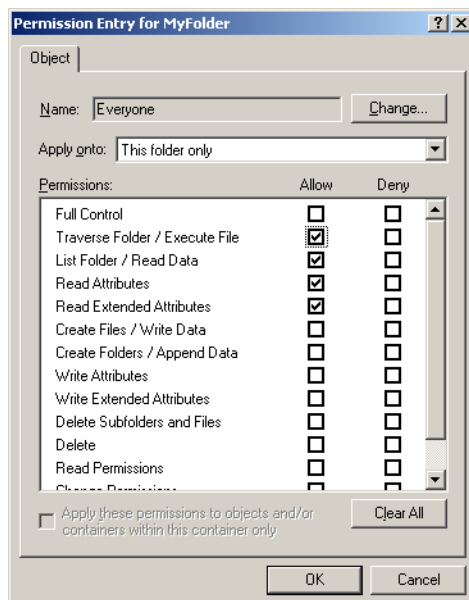 Permission Entry for MyFolder
Object
Name: Everyone Change...
Apply onto: This folder only
Permissions: Allow Deny
Full Control
Traverse Folder / Execute File
List Folder / Read Data
Read Attributes
Read Extended Attributes
Create Files / Write Data
Create Folders / Append Data
Write Attributes
Write Extended Attributes
Delete Subfolders and Files
Delete
Read Permissions
Change Permissions
Apply these permissions to objects and/or
containers within this container only
Clear All
OK Cancel